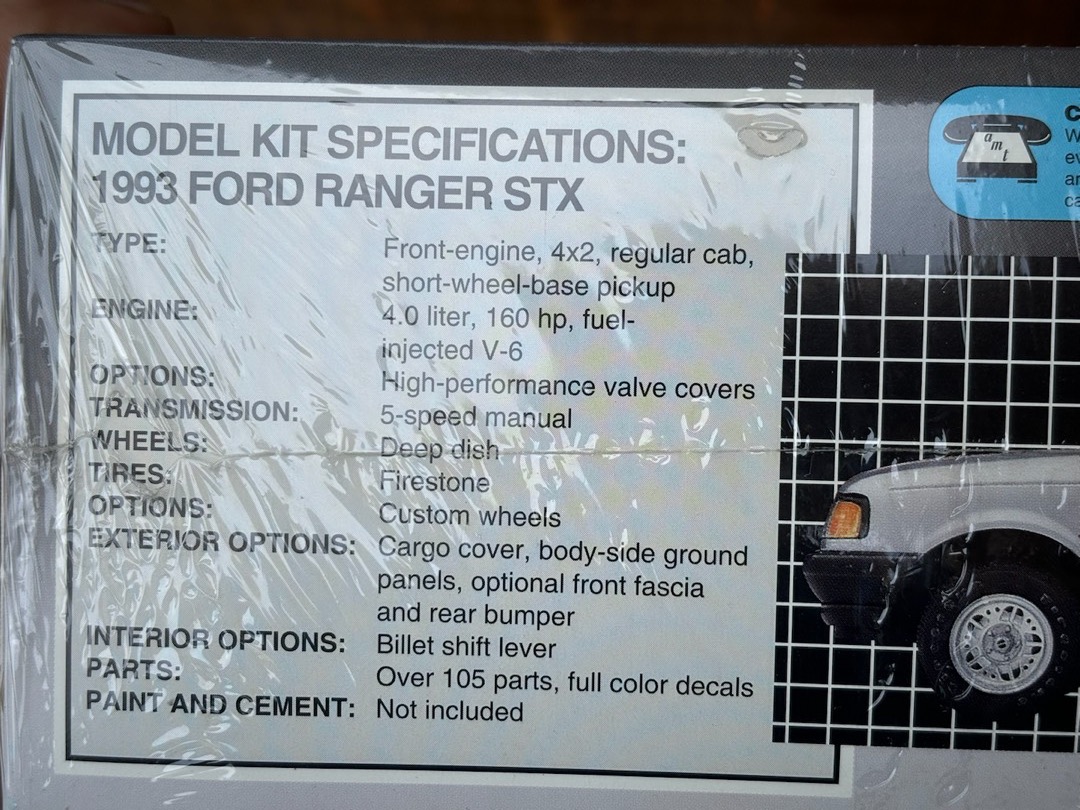 MODEL KIT SPECIFICATIONS:
1993 FORD RANGER STX
TYPE: Front-engine, 4x2, regular cab,
short-wheel-base pickup
ENGINE: 4.0 liter, 160 hp, fuel-
injected V-6
OPTIONS: High-performance valve covers
TRANSMISSION: 5-speed manual
WHEELS: Deep dish
TIRES: Firestone
OPTIONS: Custom wheels
EXTERIOR OPTIONS: Cargo cover, body-side ground
panels, optional front fascia
and rear bumper
INTERIOR OPTIONS: Billet shift lever
PARTS: Over 105 parts, full color decals
PAINT AND CEMENT: Not included
amt